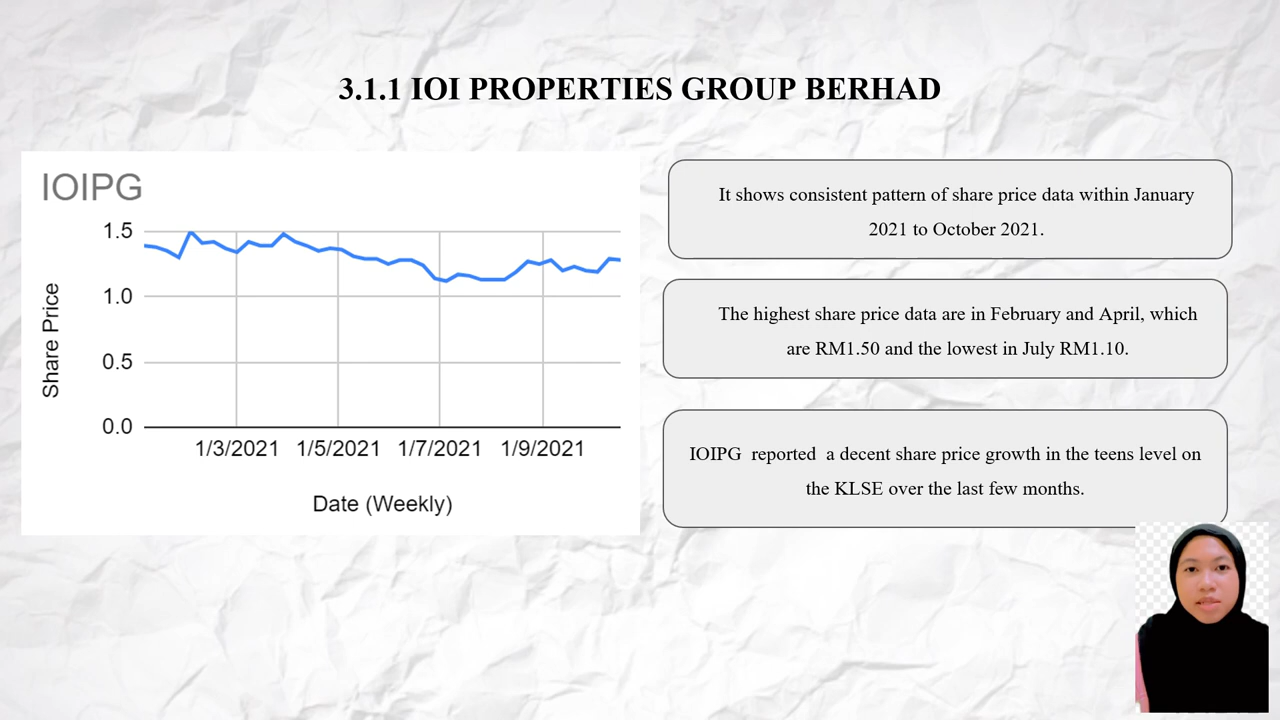 3.1.1 IOI PROPERTIES GROUP BERHAD
IOIPG
1.5
1.0
0.5
0.0
Share Price
1/3/2021 1/5/2021 1/7/2021 1/9/2021
Date (Weekly)
It shows consistent pattern of share price data within January
2021 to October 2021.
The highest share price data are in February and April, which
are RM1.50 and the lowest in July RM1.10.
IOIPG reported a decent share price growth in the teens level on
the KLSE over the last few months.